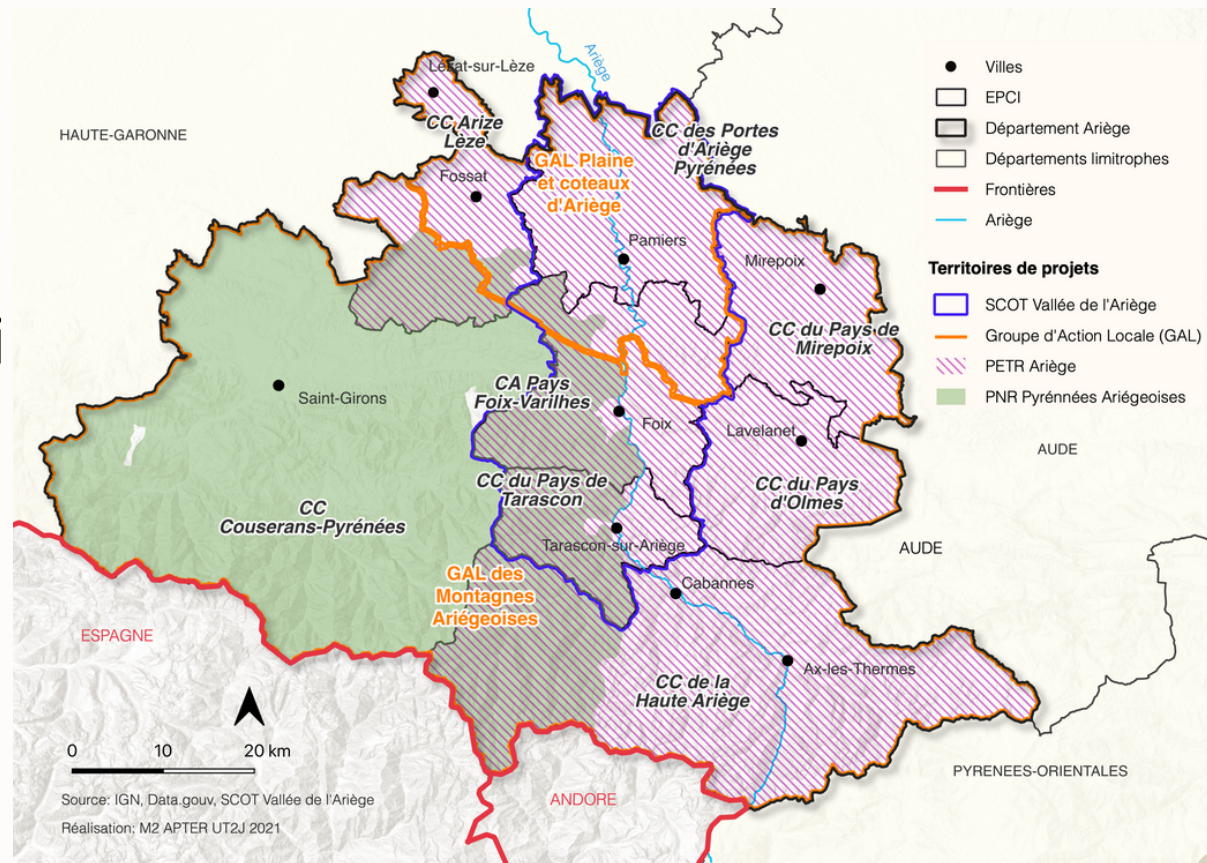 Ariège
Lézat-sur-Lèze
HAUTE-GARONNE
CC Arize
Lèze
CC des Portes
d'Ariège
Pyrénées
GAL Plaine
et coteaux
d'Ariège
Fossat
Pamiers
Mirepoix
CC du Pays de
Mirepoix
Saint-Girons
CA Pays
Foix-Varilhes
Foix
Lavelanet
AUDE
CC du Pays de
Tarascon
CC du Pays
d'Olmes
CC
Couserans-Pyrénées
Tarascon-sur-Ariège
AUDE
GAL des
Montagnes
Ariégeoises
Cabannes
ESPAGNE
Ax-les-Thermes
CC de la
Haute Ariège
PYRENEES-ORIENTALES
ANDORE
0 10 20 km
Source: IGN, Data.gouv, SCOT Vallée de l'Ariège
Réalisation: M2 APTER UT2J 2021
Villes
EPCI
Département Ariège
Départements limitrophes
Frontières
Ariège
Territoires de projets
SCOT Vallée de l'Ariège
Groupe d'Action Locale (GAL)
PETR Ariège
PNR Pyrénnées Ariégeoises